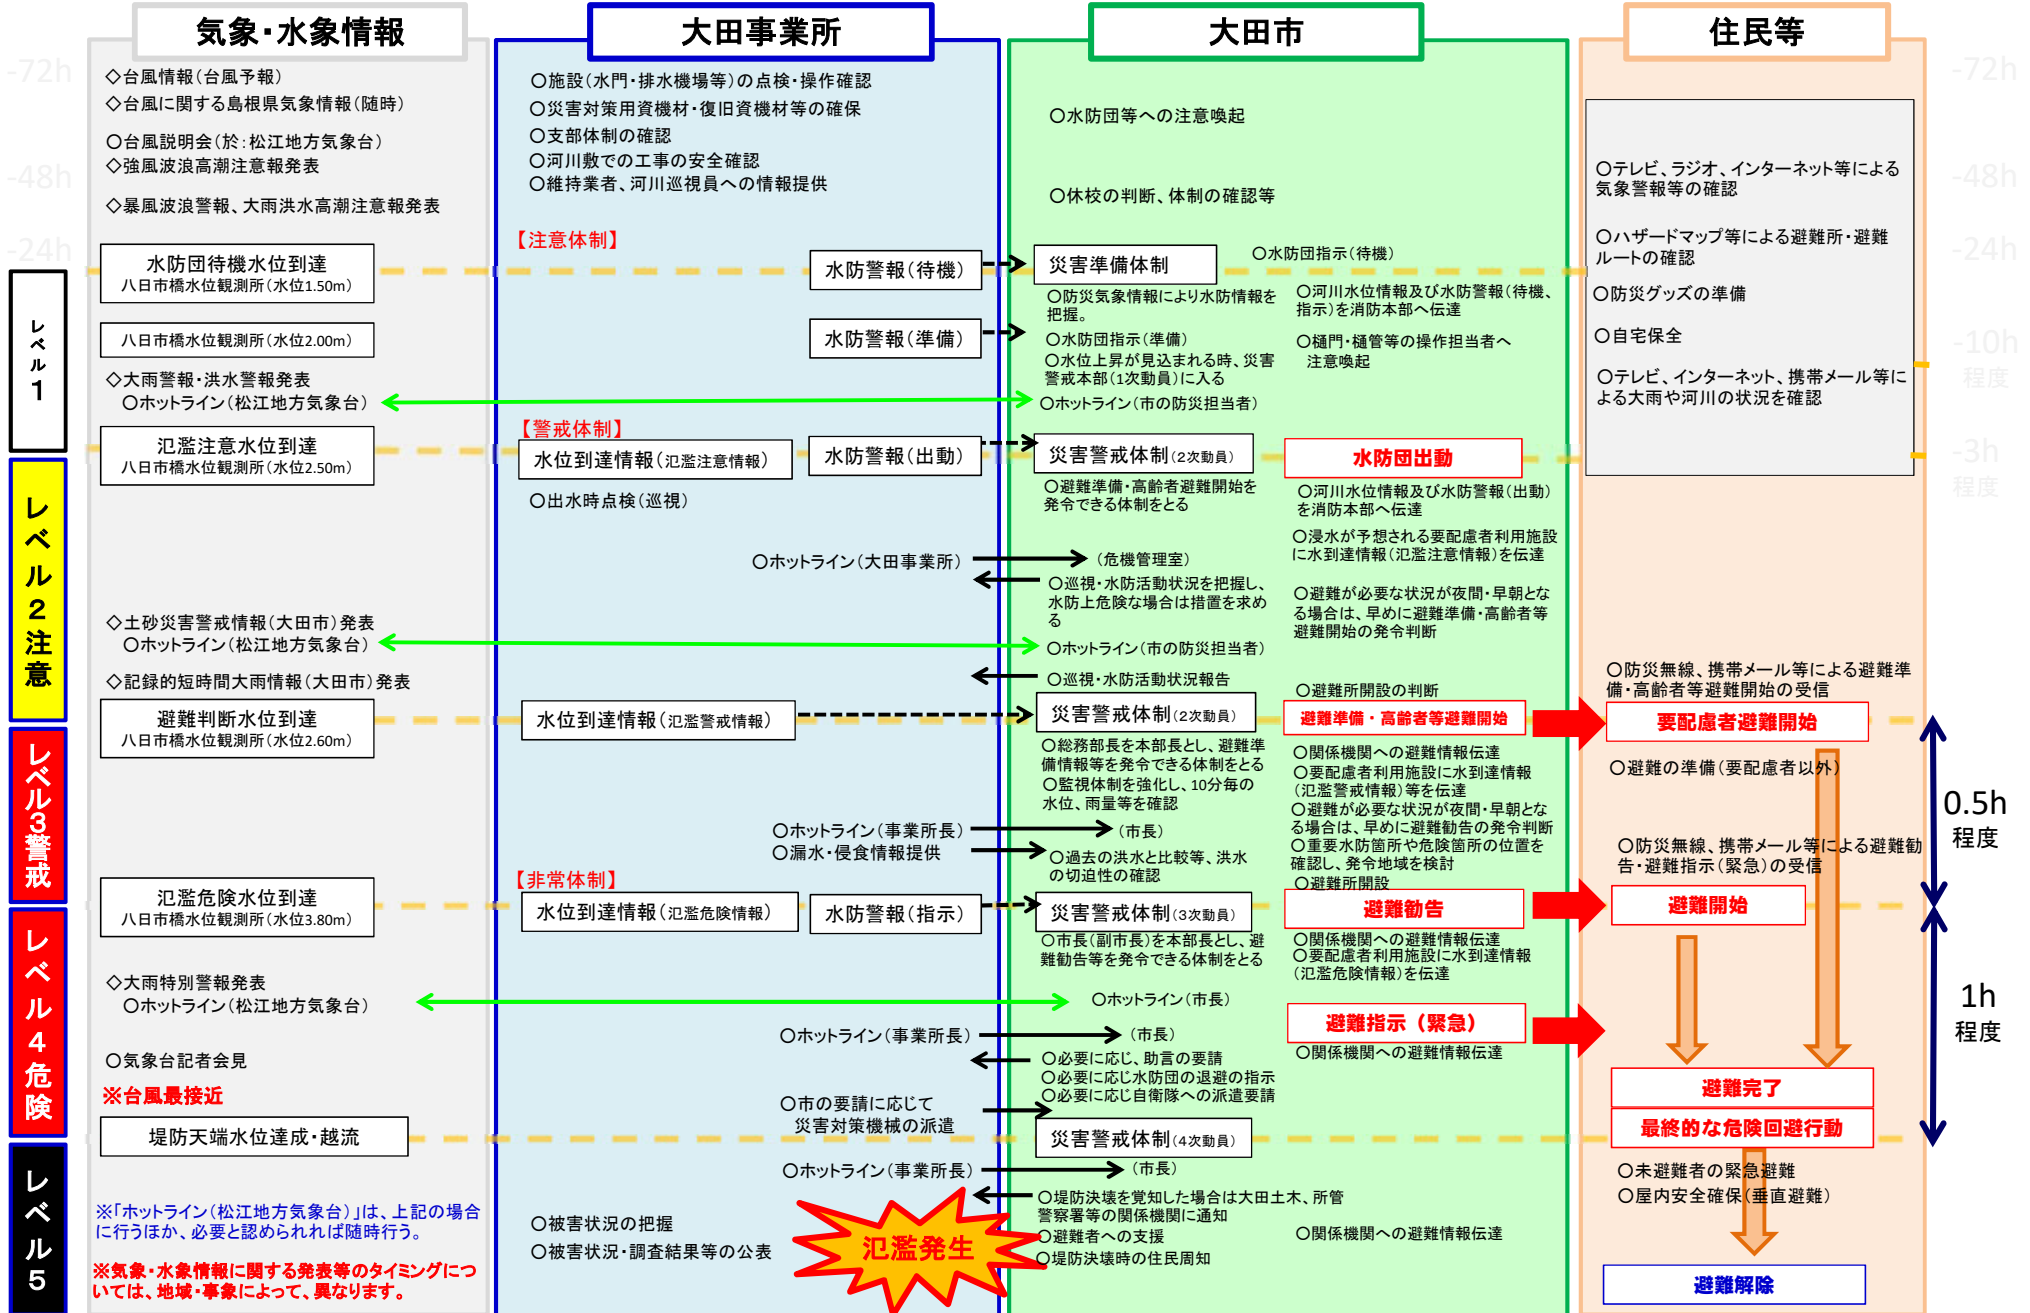 気象・水象情報
大田事業所
大田市
住民等
-72h
-48h
-24h
レベル1
レベル2注意
レベル3警戒
レベル4危険
レベル5
◇台風情報(台風予報)
◇台風に関する島根県気象情報(随時)
○台風説明会(於:松江地方気象台)
◇強風波浪高潮注意報発表
◇暴風波浪警報、大雨洪水高潮注意報発表
水防団待機水位到達
八日市橋水位観測所(水位1.50m)
八日市橋水位観測所(水位2.00m)
◇大雨警報・洪水警報発表
○ホットライン(松江地方気象台)
氾濫注意水位到達
八日市橋水位観測所(水位2.50m)
◇土砂災害警戒情報(大田市)発表
○ホットライン(松江地方気象台)
◇記録的短時間大雨情報(大田市)発表
避難判断水位到達
八日市橋水位観測所(水位2.60m)
氾濫危険水位到達
八日市橋水位観測所(水位3.80m)
◇大雨特別警報発表
○ホットライン(松江地方気象台)
○気象台記者会見
※台風最接近
堤防天端水位達成・越流
※「ホットライン(松江地方気象台)」は、上記の場合
に行うほか、必要と認められれば随時行う。
※気象・水象情報に関する発表等のタイミングにつ
いては、地域・事象によって、異なります。
○施設(水門・排水機場等)の点検・操作確認
○災害対策用資機材・復旧資機材等の確保
○支部体制の確認
○河川敷での工事の安全確認
○維持業者、河川巡視員への情報提供
【注意体制】
水防警報(待機)
水防警報(準備)
【警戒体制】
水位到達情報(氾濫注意情報)
水防警報(出動)
○出水時点検(巡視)
○ホットライン(大田事業所)
水位到達情報(氾濫警戒情報)
○ホットライン(事業所長)
○漏水・侵食情報提供
【非常体制】
水位到達情報(氾濫危険情報)
水防警報(指示)
○ホットライン(事業所長)
○市の要請に応じて
災害対策機械の派遣
○ホットライン(事業所長)
○被害状況の把握
○被害状況・調査結果等の公表
氾濫発生
○水防団等への注意喚起
○休校の判断、体制の確認等
災害準備体制
○水防団指示(待機)
○防災気象情報により水防情報を
把握。
○水防団指示(準備)
○水位上昇が見込まれる時、災害
警戒本部(1次動員)に入る
○ホットライン(市の防災担当者)
○河川水位情報及び水防警報(待機、
指示)を消防本部へ伝達
○樋門・樋管等の操作担当者へ
注意喚起
災害警戒体制(2次動員)
水防団出動
○避難準備・高齢者避難開始を
発令できる体制をとる
○河川水位情報及び水防警報(出動)
を消防本部へ伝達
○浸水が予想される要配慮者利用施設
に水到達情報(氾濫注意情報)を伝達
(危機管理室)
○巡視・水防活動状況を把握し、
水防上危険な場合は措置を求め
る
○避難が必要な状況が夜間・早朝とな
る場合は、早めに避難準備・高齢者等
避難開始の発令判断
○ホットライン(市の防災担当者)
○巡視・水防活動状況報告
○避難所開設の判断
災害警戒体制(2次動員)
避難準備・高齢者等避難開始
○総務部長を本部長とし、避難準
備情報等を発令できる体制をとる
○監視体制を強化し、10分毎の
水位、雨量等を確認
○関係機関への避難情報伝達
○要配慮者利用施設に水到達情報
(氾濫警戒情報)等を伝達
○避難が必要な状況が夜間・早朝とな
る場合は、早めに避難勧告の発令判断
○重要水防箇所や危険箇所の位置を
確認し、発令地域を検討
(市長)
○過去の洪水と比較等、洪水
の切迫性の確認
○避難所開設
災害警戒体制(3次動員)
避難勧告
○市長(副市長)を本部長とし、避
難勧告等を発令できる体制をとる
○関係機関への避難情報伝達
○要配慮者利用施設に水到達情報
(氾濫危険情報)を伝達
○ホットライン(市長)
避難指示(緊急)
(市長)
○関係機関への避難情報伝達
○必要に応じ、助言の要請
○必要に応じ水防団の退避の指示
○必要に応じ自衛隊への派遣要請
災害警戒体制(4次動員)
(市長)
○堤防決壊を覚知した場合は大田土木、所管
警察署等の関係機関に通知
○避難者への支援
○堤防決壊時の住民周知
○関係機関への避難情報伝達
○テレビ、ラジオ、インターネット等による
気象警報等の確認
○ハザードマップ等による避難所・避難
ルートの確認
○防災グッズの準備
○自宅保全
○テレビ、インターネット、携帯メール等に
よる大雨や河川の状況を確認
○防災無線、携帯メール等による避難準
備・高齢者等避難開始の受信
要配慮者避難開始
○避難の準備(要配慮者以外)
○防災無線、携帯メール等による避難勧
告・避難指示(緊急)の受信
避難開始
避難完了
最終的な危険回避行動
○未避難者の緊急避難
○屋内安全確保(垂直避難)
避難解除
-72h
-48h
-24h
-10h
程度
-3h
程度
0.5h
程度
1h
程度